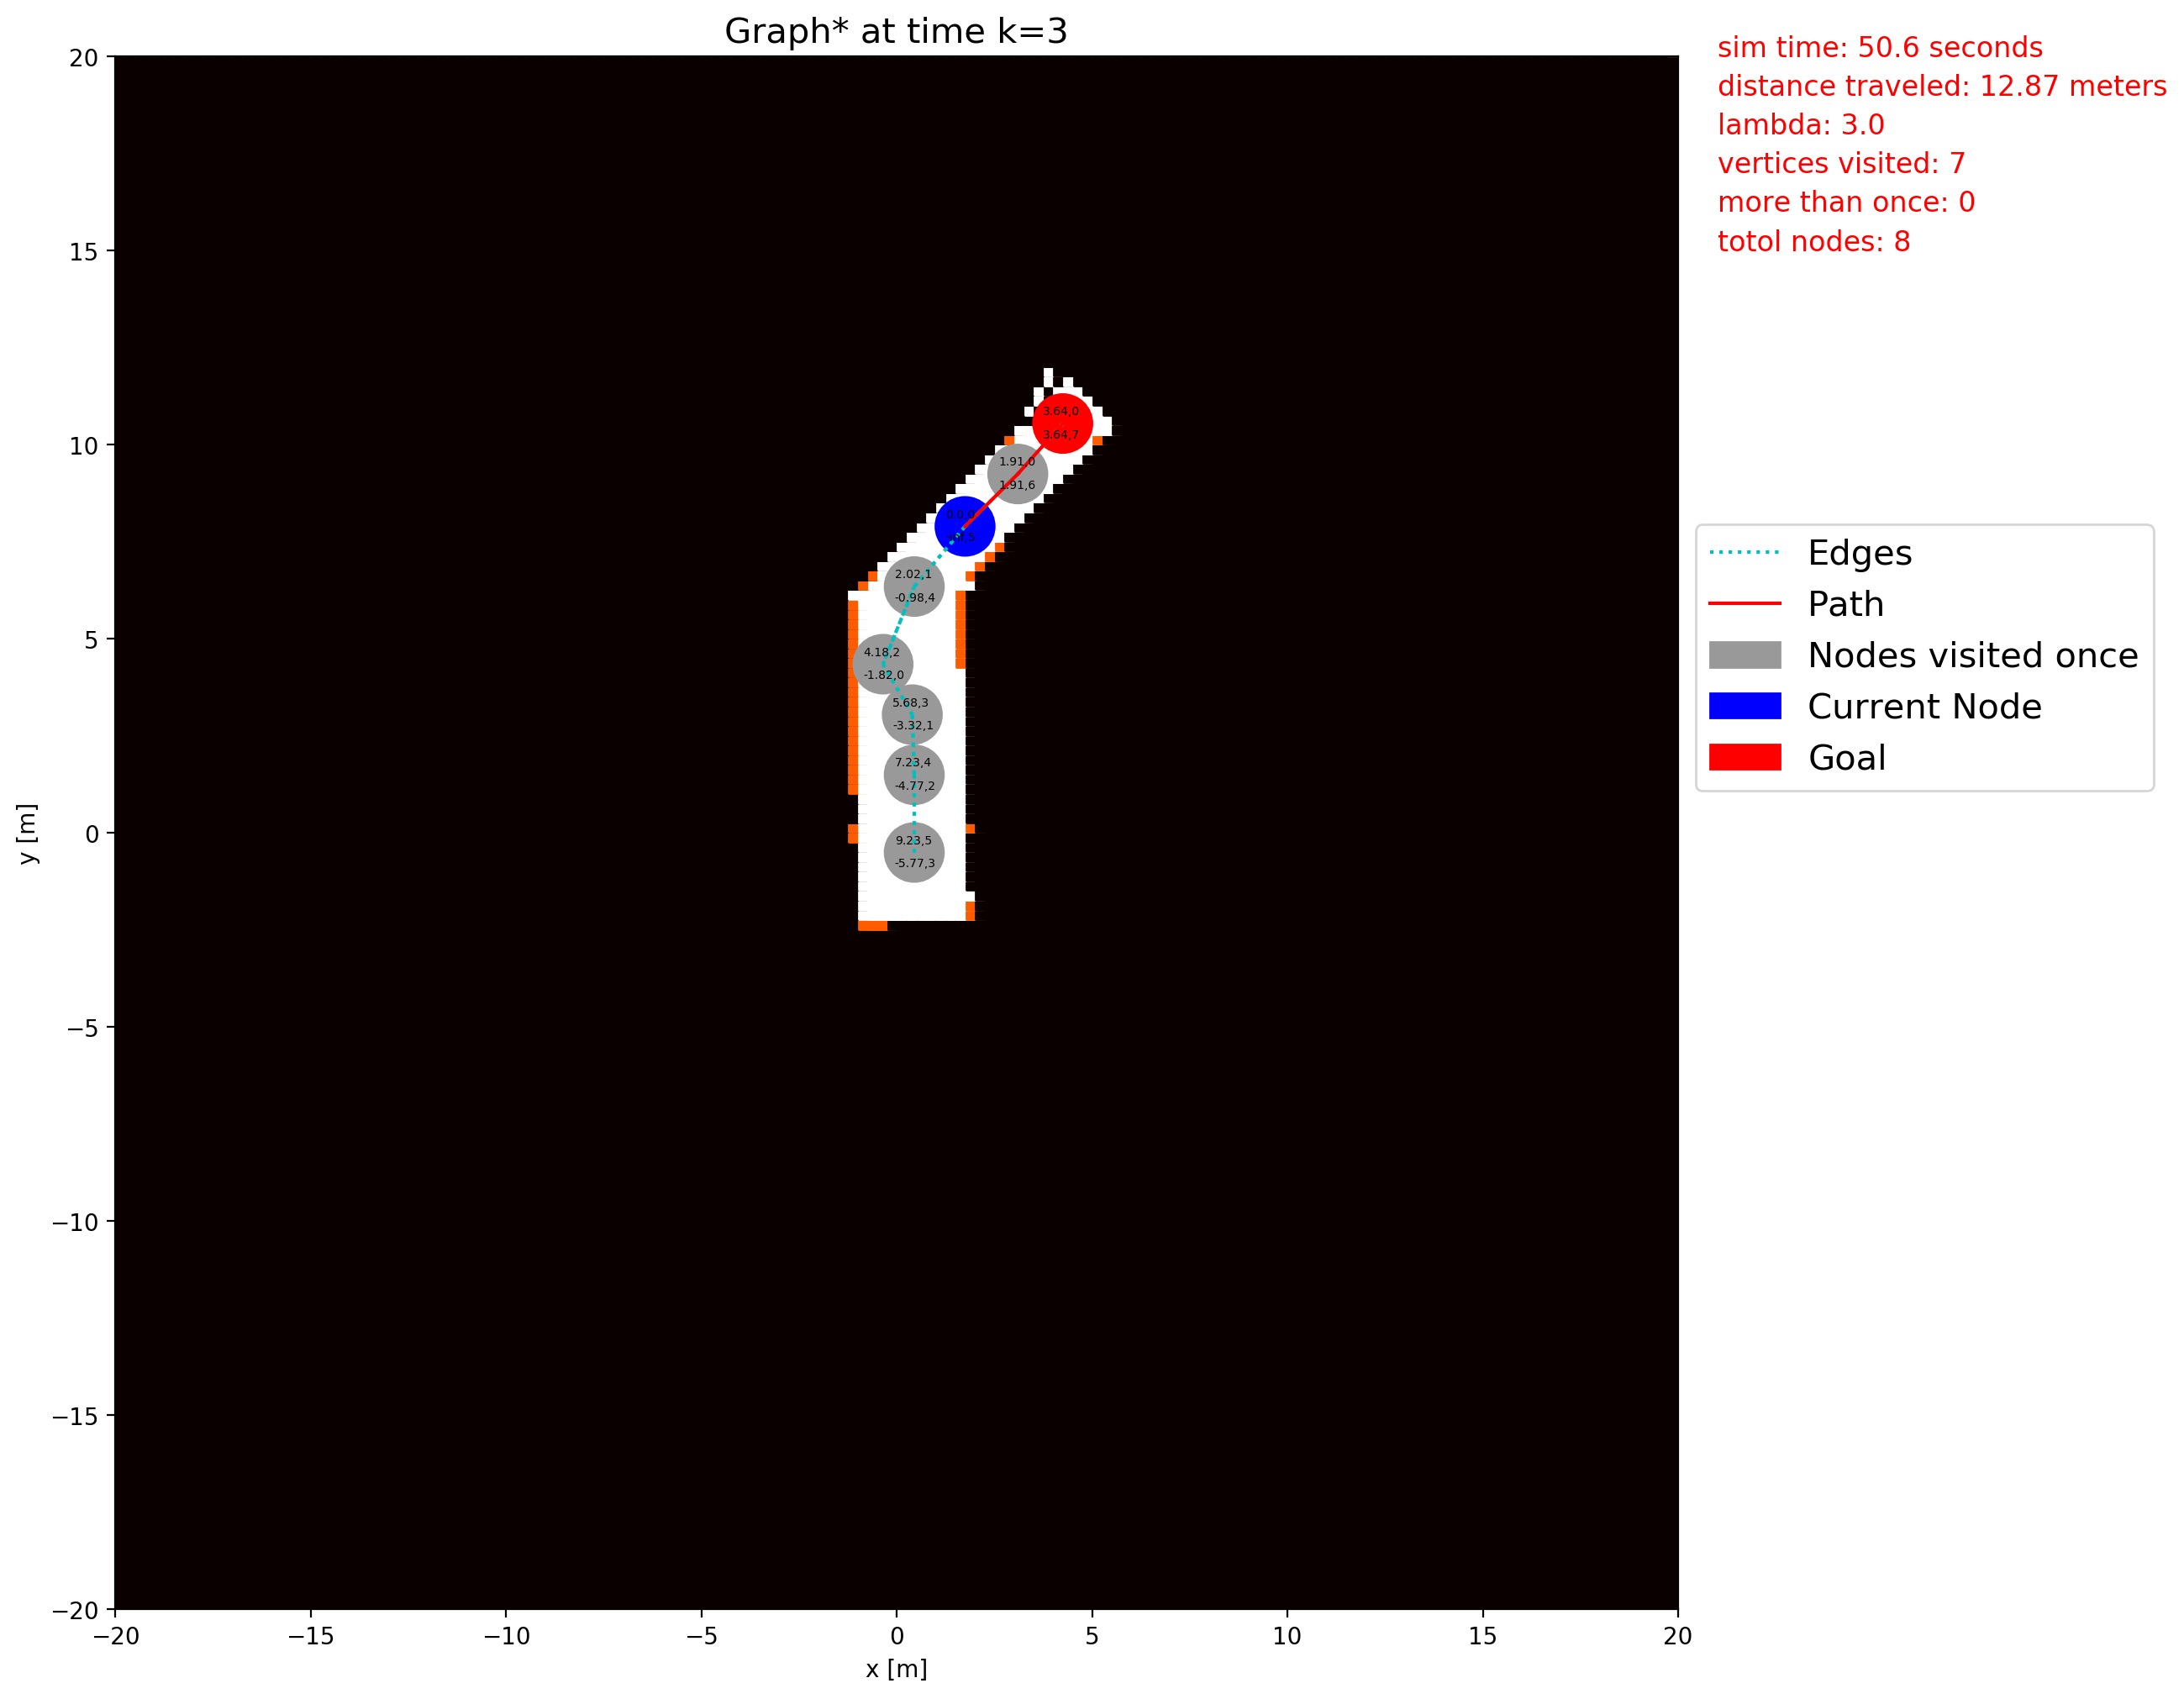 Graph* at time k=3
sim time: 50.6 seconds
distance traveled: 12.87 meters
lambda: 3.0
vertices visited: 7
more than once: 0
totol nodes: 8
20
15
10
5
0
−5
−10
−15
−20
y [m]
3.64,0
3.64,7
1.91,0
1.91,6
0.0,0
-inf,5
2.02,1
-0.98,4
4.18,2
-1.82,0
5.68,3
-3.32,1
7.23,4
-4.77,2
9.23,5
-5.77,3
Edges
Path
Nodes visited once
Current Node
Goal
−20 −15 −10 −5 0 5 10 15 20
x [m]